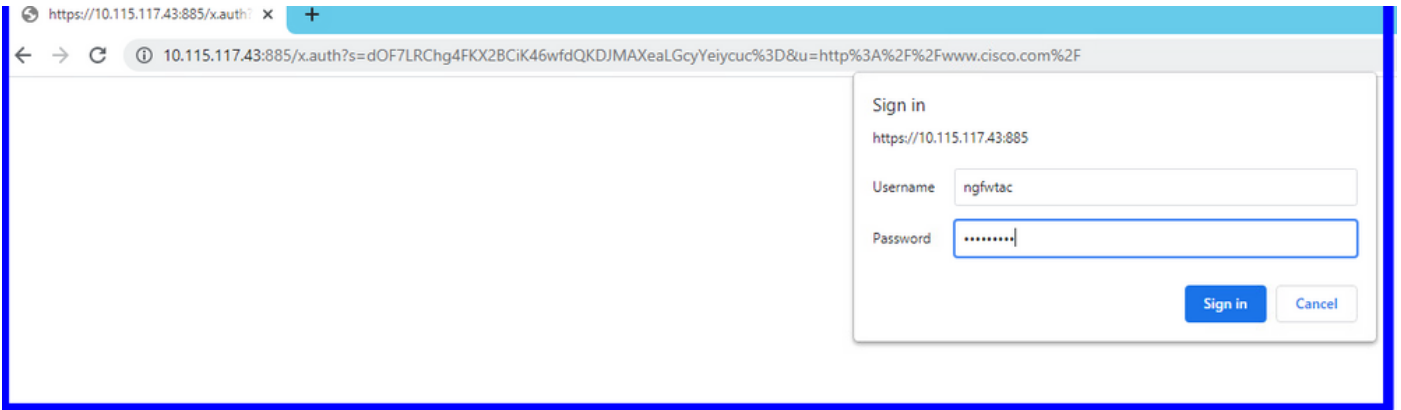 https://10.115.117.43:885/x.auth
10.115.117.43:885/x.auth?s=dOF7LRChg4FKX2BCiK46wfdQKDJMAXeaLGcyYeiycuc%3D&u=http%3A%2F%2Fwww.cisco.com%2F
Sign in
https://10.115.117.43:885
Username ngfwtac
Password •••••••••
Sign in Cancel